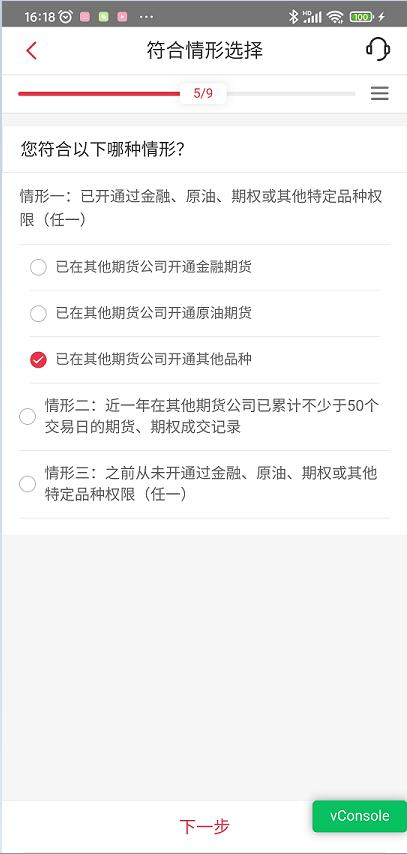 16:18
100
符合情形选择
5/9
您符合以下哪种情形?
情形一：已开通过金融、原油、期权或其他特定品种权
限（任一）
已在其他期货公司开通金融期货
已在其他期货公司开通原油期货
已在其他期货公司开通其他品种
情形二：近一年在其他期货公司已累计不少于50个
交易日的期货、期权成交记录
情形三：之前从未开通过金融、原油、期权或其他
特定品种权限（任一）
vConsole
下一步